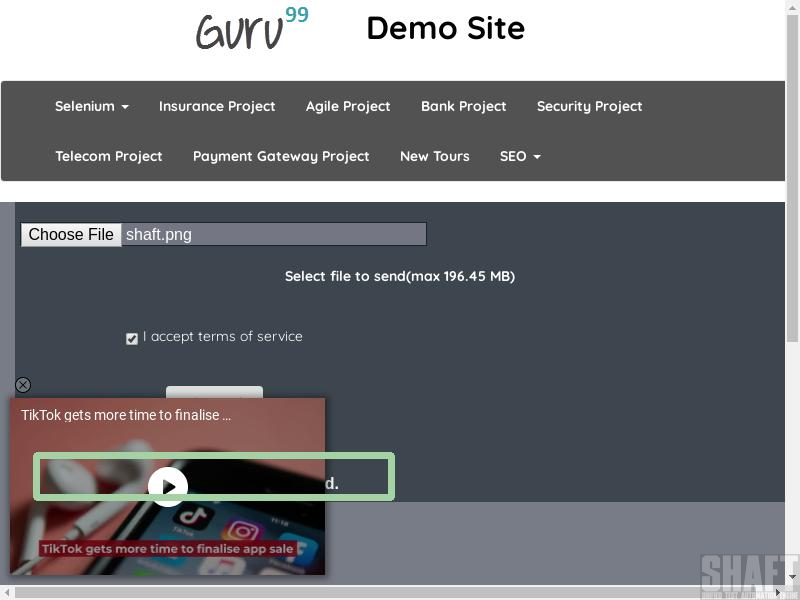 Guru99
Demo Site
Selenium
Insurance Project
Agile Project
Bank Project
Security Project
Telecom Project
Payment Gateway Project
New Tours
SEO
Choose File shaft.png
Select file to send(max 196.45 MB)
I accept terms of service
TikTok gets more time to finalise ...
d.
TikTok gets more time to finalise app sale
SHAFT